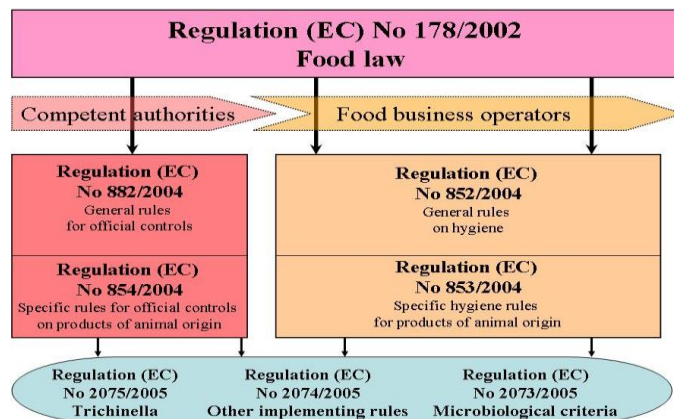 Regulation (EC) No 178/2002
Food law
Competent authorities
Food business operators
Regulation (EC)
No 882/2004
General rules
for official controls
Regulation (EC)
No 852/2004
General rules
on hygiene
Regulation (EC)
No 854/2004
Specific rules for official controls
on products of animal origin
Regulation (EC)
No 853/2004
Specific hygiene rules
for products of animal origin
Regulation (EC)
No 2075/2005
Trichinella
Regulation (EC)
No 2074/2005
Other implementing rules
Regulation (EC)
No 2073/2005
Microbiological criteria